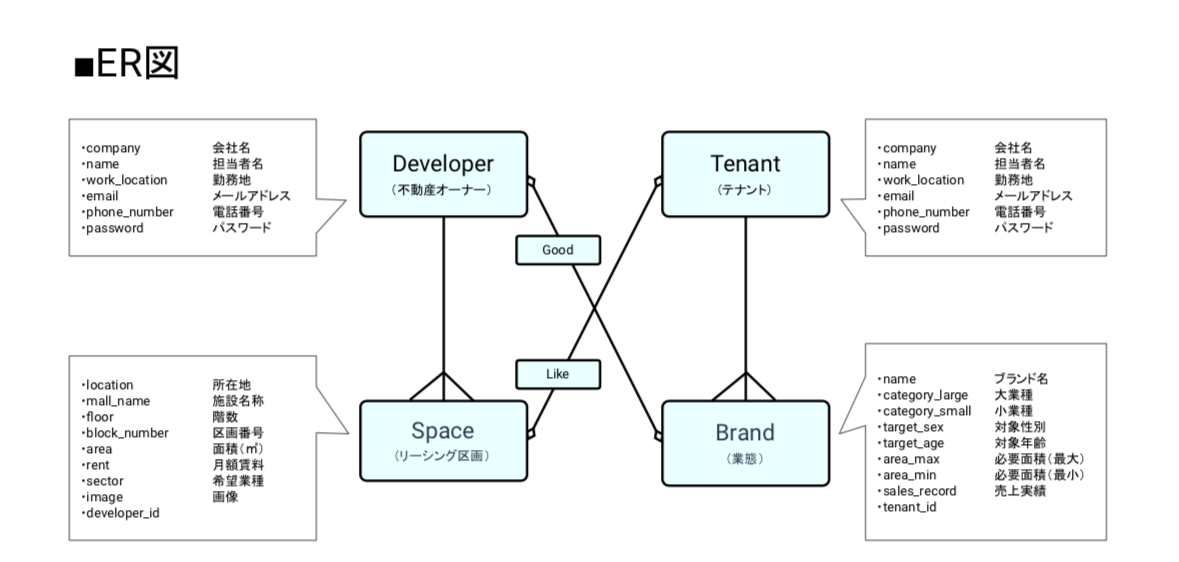 ■ER図
・company 会社名
・name 担当者名
・work_location 勤務地
・email メールアドレス
・phone_number 電話番号
・password パスワード
Developer
（不動産オーナー）
Tenant
（テナント）
・company 会社名
・name 担当者名
・work_location 勤務地
・email メールアドレス
・phone_number 電話番号
・password パスワード
Good
Like
・location 所在地
・mall_name 施設名称
・floor 階数
・block_number 区画番号
・area 面積（㎡）
・rent 月額賃料
・sector 希望業種
・image 画像
・developer_id
Space
（リーシング区画）
Brand
（業態）
・name ブランド名
・category_large 大業種
・category_small 小業種
・target_sex 対象性別
・target_age 対象年齢
・area_max 必要面積（最大）
・area_min 必要面積（最小）
・sales_record 売上実績
・tenant_id